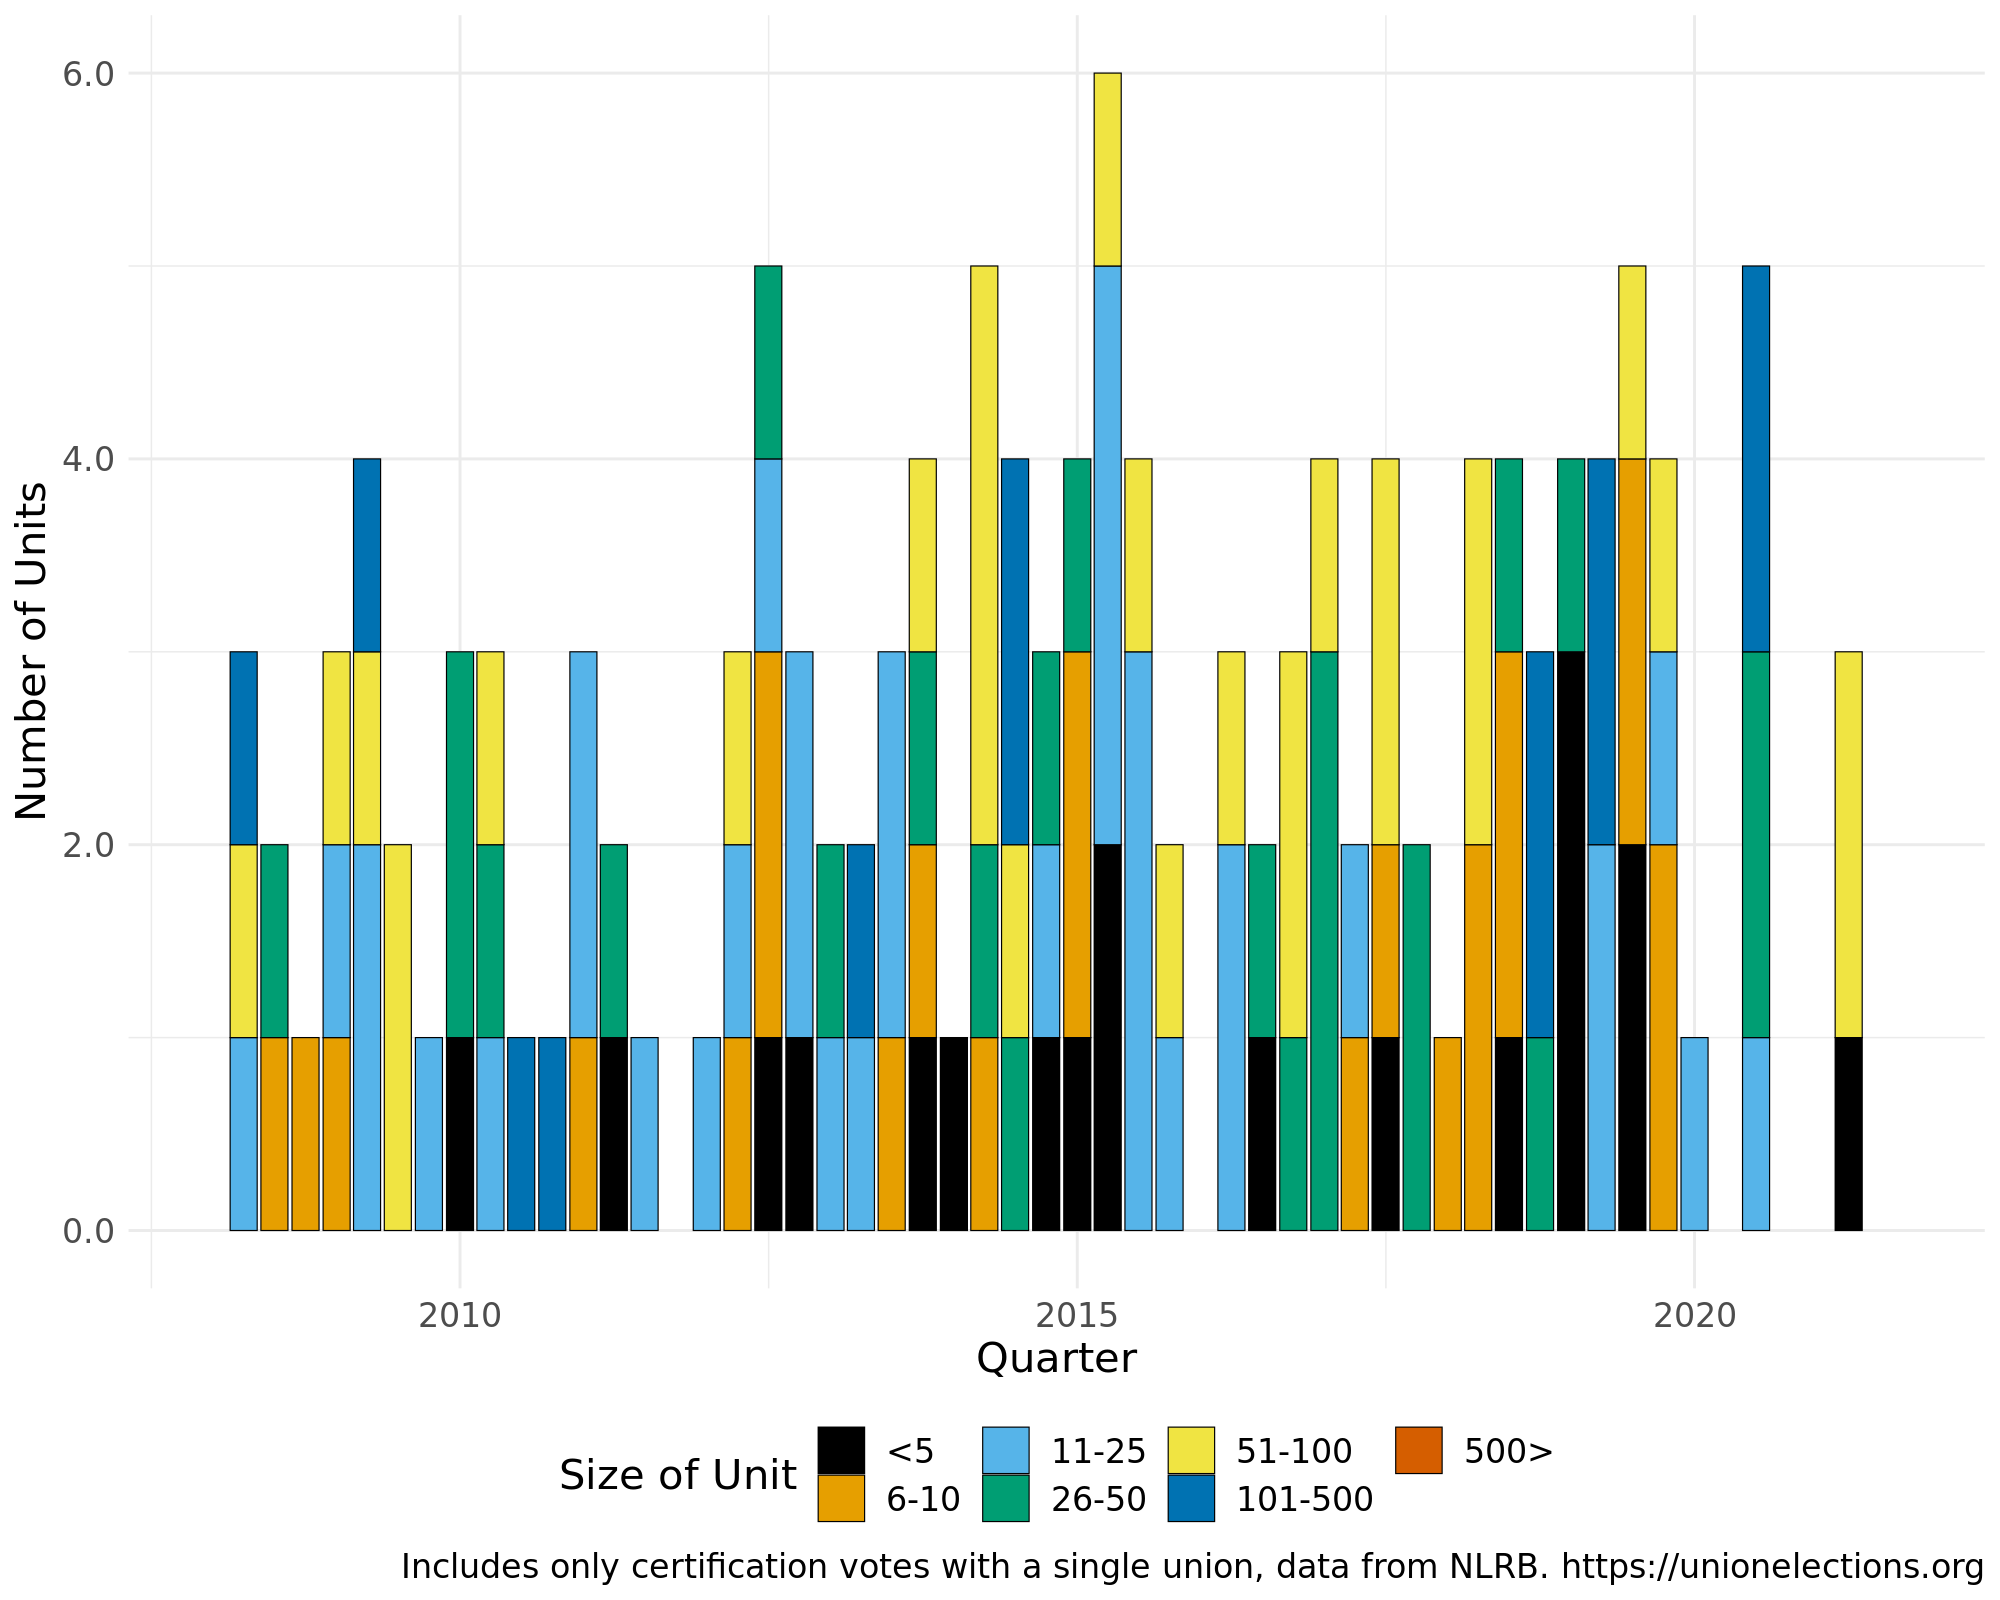 6.0
4.0
2.0
0.0
Number of Units
2010 2015 2020
Quarter
Size of Unit
<5 11-25 51-100 500>
6-10 26-50 101-500
Includes only certification votes with a single union, data from NLRB. https://unionelections.org